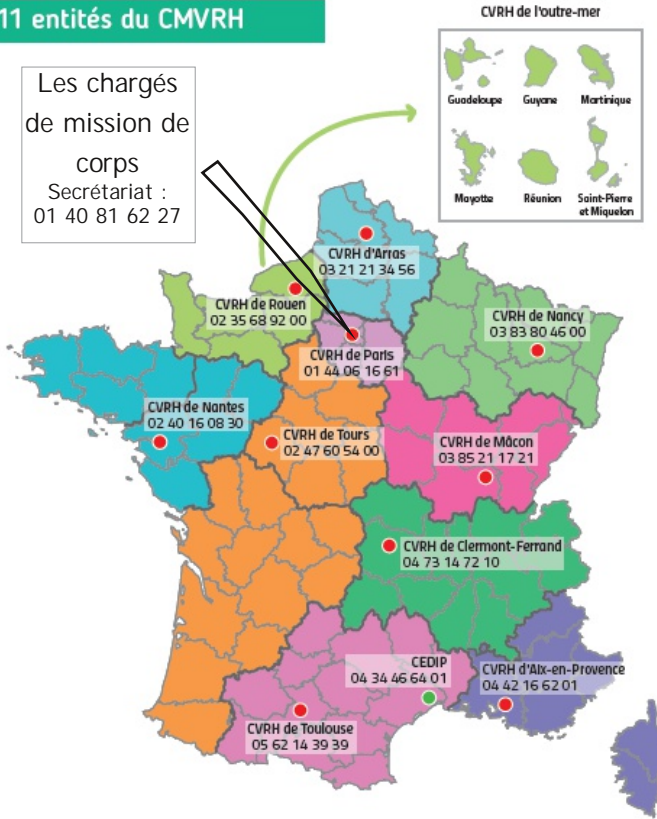 11 entités du CMVRH
CVRH de l'outre-mer
Guadeloupe
Guyane
Martinique
Mayotte
Réunion
Saint-Pierre
et Miquelon
Les chargés
de mission de
corps
Secrétariat :
01 40 81 62 27
CVRH d'Arras
03 21 21 34 56
CVRH de Rouen
02 35 68 92 00
CVRH de Nancy
03 83 80 46 00
CVRH de Paris
01 44 06 16 61
CVRH de Nantes
02 40 16 08 30
CVRH de Tours
02 47 60 54 00
CVRH de Mâcon
03 85 21 17 21
CVRH de Clermont-Ferrand
04 73 14 72 10
CEDIP
04 34 46 64 01
CVRH d'Aix-en-Provence
04 42 16 62 01
CVRH de Toulouse
05 62 14 39 39